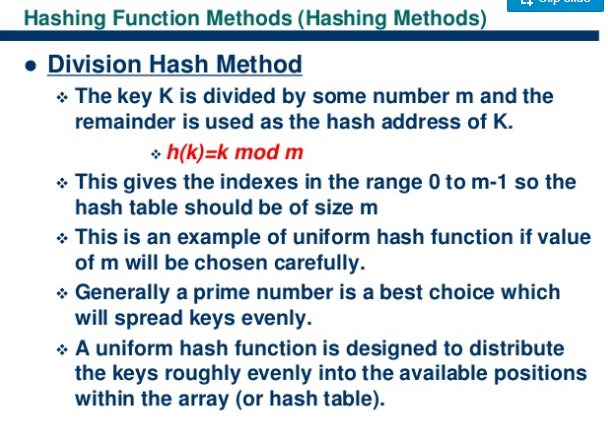 Clip slide
Hashing Function Methods (Hashing Methods)
• Division Hash Method
❖ The key K is divided by some number m and the
remainder is used as the hash address of K.
❖ h(k)=k mod m
❖ This gives the indexes in the range 0 to m-1 so the
hash table should be of size m
❖ This is an example of uniform hash function if value
of m will be chosen carefully.
❖ Generally a prime number is a best choice which
will spread keys evenly.
❖ A uniform hash function is designed to distribute
the keys roughly evenly into the available positions
within the array (or hash table).